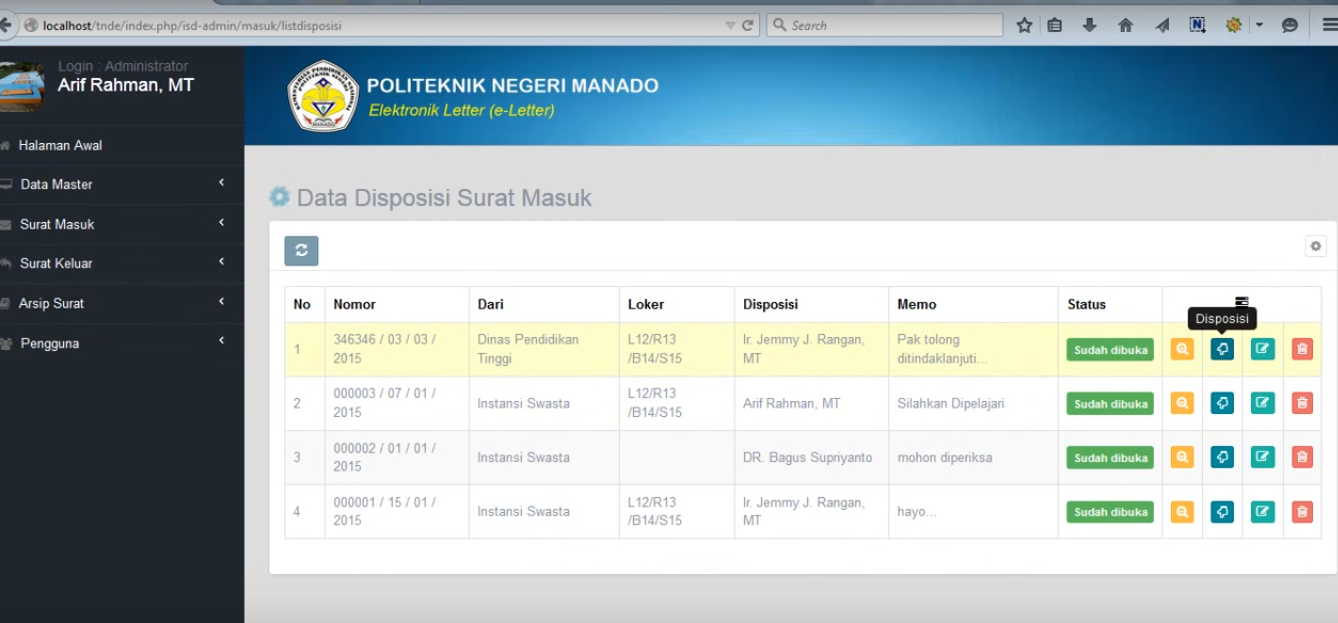 localhost/tnde/index.php/isd-admin/masuk/listdisposisi
Search
Login : Administrator
Arif Rahman, MT
POLITEKNIK NEGERI MANADO
Elektronik Letter (e-Letter)
Halaman Awal
Data Master
Surat Masuk
Surat Keluar
Arsip Surat
Pengguna
Data Disposisi Surat Masuk
No Nomor Dari Loker Disposisi Memo Status
Disposisi
1 346346 / 03 / 03 / Dinas Pendidikan L12/R13 Ir. Jemmy J. Rangan, Pak tolong Sudah dibuka
2015 Tinggi /B14/S15 MT ditindaklanjuti...
2 000003 / 07 / 01 / Instansi Swasta L12/R13 Arif Rahman, MT Silahkan Dipelajari Sudah dibuka
2015 /B14/S15
3 000002 / 01 / 01 / Instansi Swasta DR. Bagus Supriyanto mohon diperiksa Sudah dibuka
2015
4 000001 / 15 / 01 / Instansi Swasta L12/R13 Ir. Jemmy J. Rangan, hayo... Sudah dibuka
2015 /B14/S15 MT